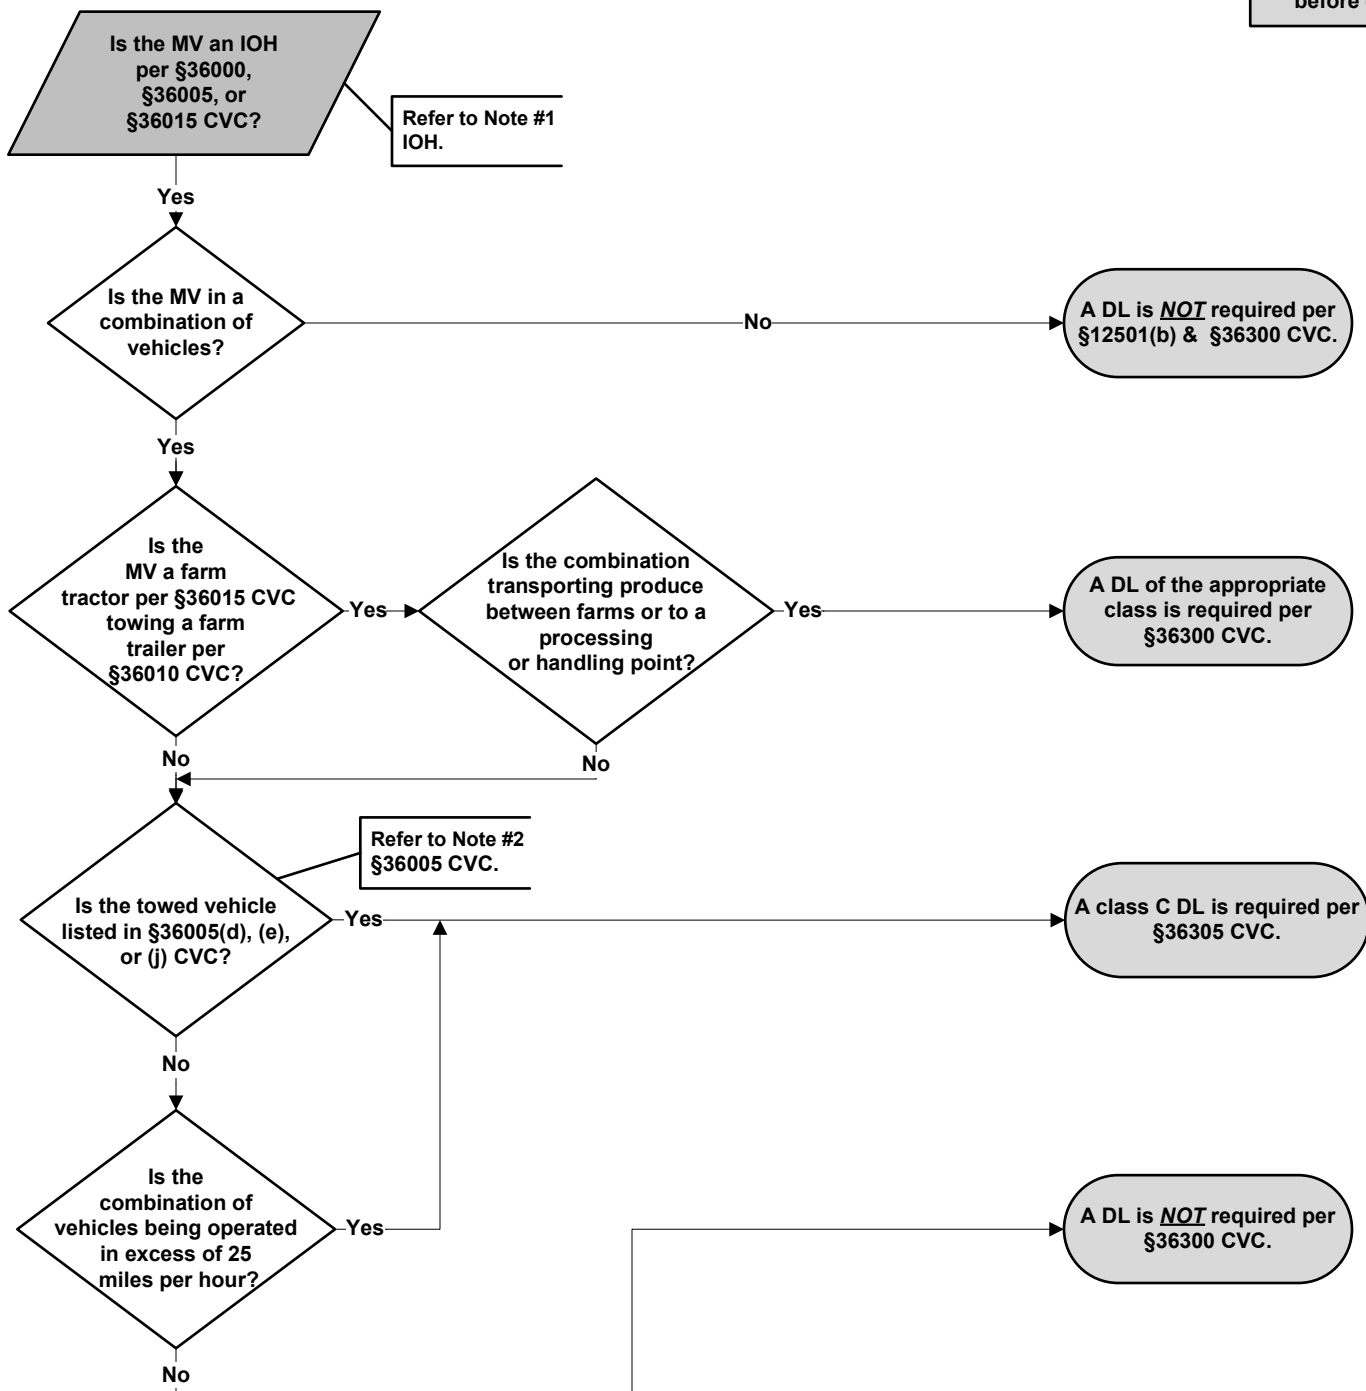 before
Is the MV an IOH
per §36000,
§36005, or
§36015 CVC?
Refer to Note #1
IOH.
Yes
Is the MV in a
combination of
vehicles?
No
A DL is NOT required per
§12501(b) & §36300 CVC.
Yes
Is the
MV a farm
tractor per §36015 CVC
towing a farm
trailer per
§36010 CVC?
Yes
Is the combination
transporting produce
between farms or to a
processing
or handling point?
Yes
A DL of the appropriate
class is required per
§36300 CVC.
No
No
Refer to Note #2
§36005 CVC.
Is the towed vehicle
listed in §36005(d), (e),
or (j) CVC?
Yes
A class C DL is required per
§36305 CVC.
No
Is the
combination of
vehicles being operated
in excess of 25
miles per hour?
Yes
A DL is NOT required per
§36300 CVC.
No